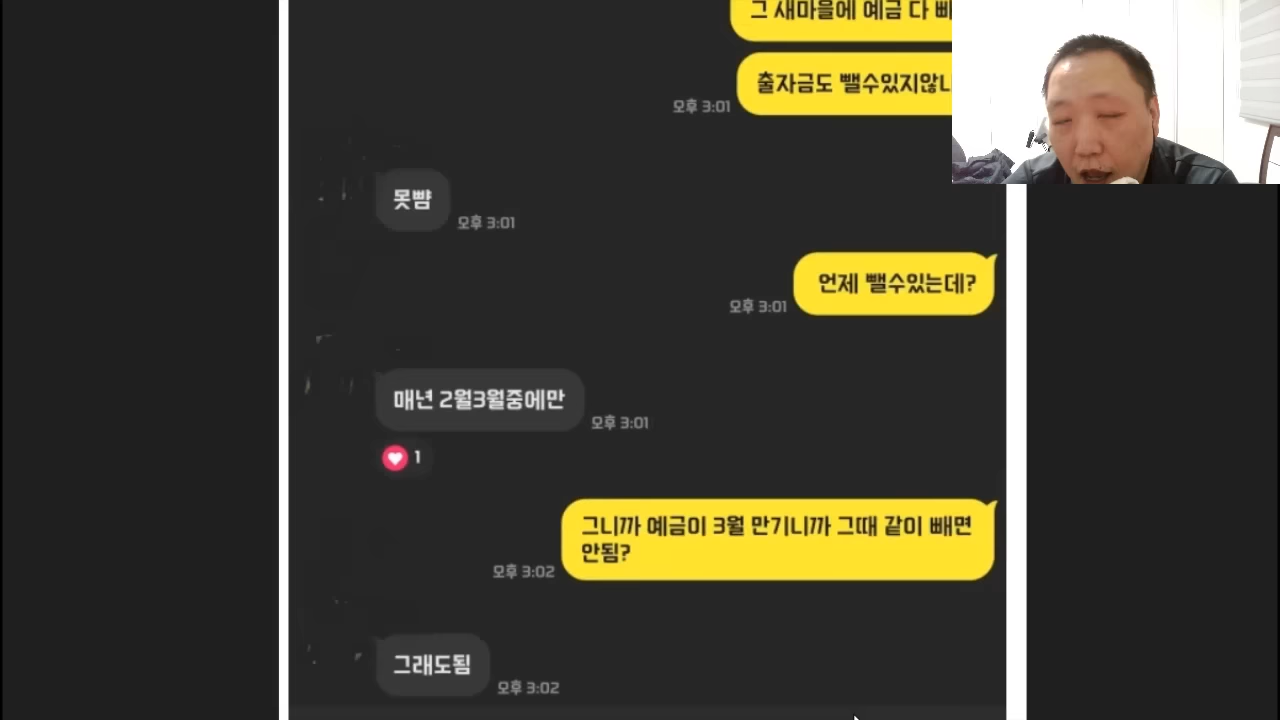 그 새마을에 예금 다
출자금도 뺄수있지않
오후 3:01
못뺨
오후 3:01
언제 뺄수있는데?
오후 3:01
매년 2월3월중에만
오후 3:01
1
그니까 예금이 3월 만기니까 그때 같이 빼면
안됨?
오후 3:02
그래도됨
오후 3:02